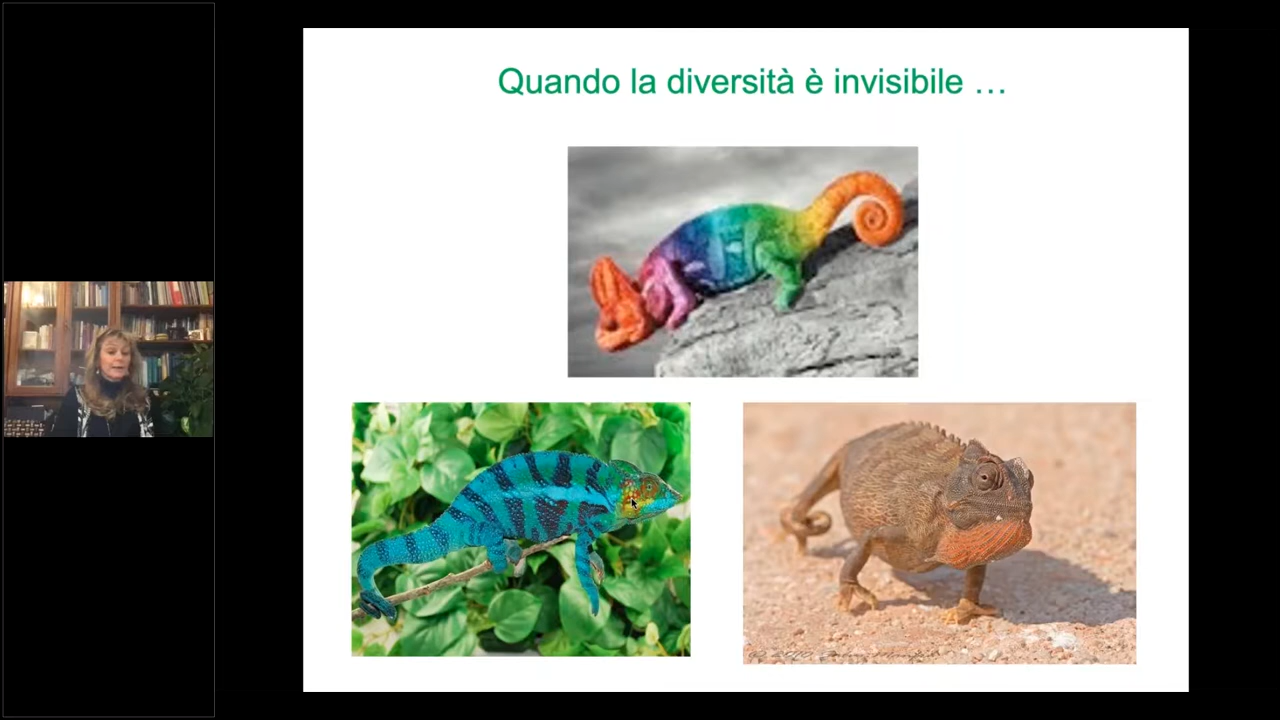 Quando la diversità è invisibile …